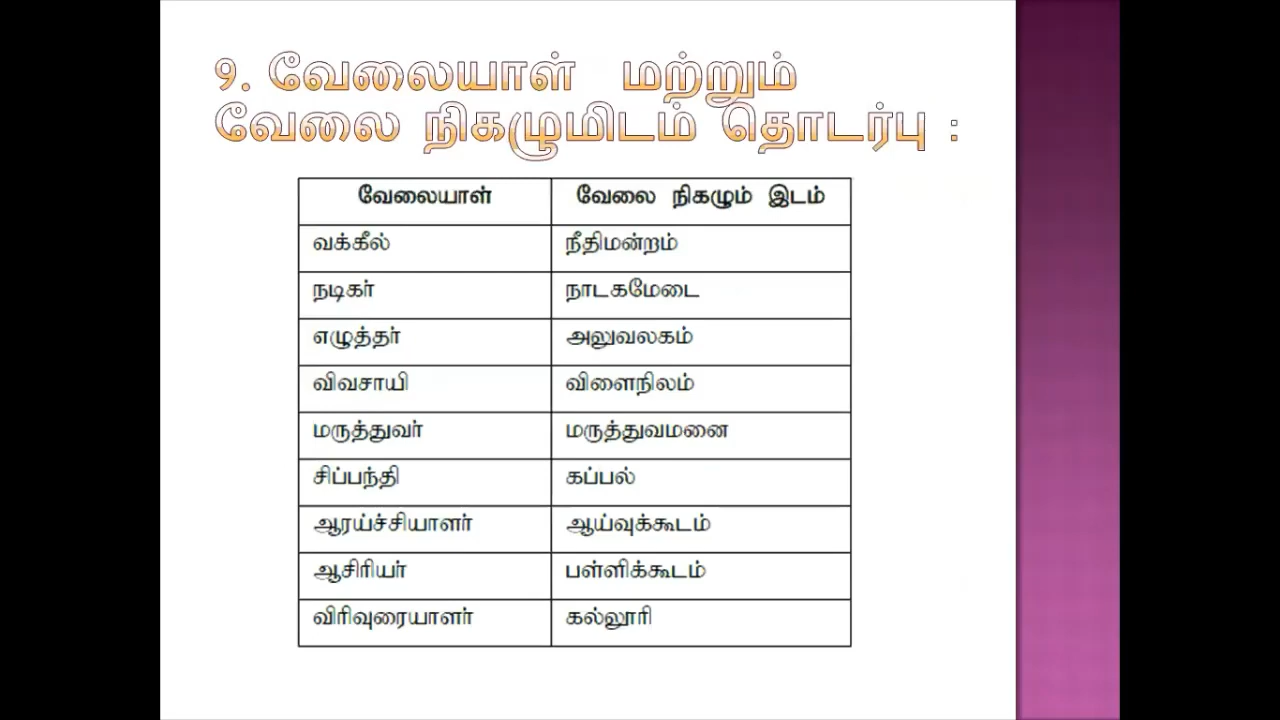 9. வேலையாள் மற்றும்
வேலை நிகழுமிடம் தொடர்பு :
வேலையாள் வேலை நிகழும் இடம்
வக்கீல் நீதிமன்றம்
நடிகர் நாடகமேடை
எழுத்தர் அலுவலகம்
விவசாயி விளைநிலம்
மருத்துவர் மருத்துவமனை
சிப்பந்தி கப்பல்
ஆரய்ச்சியாளர் ஆய்வுக்கூடம்
ஆசிரியர் பள்ளிக்கூடம்
விரிவுரையாளர் கல்லூரி